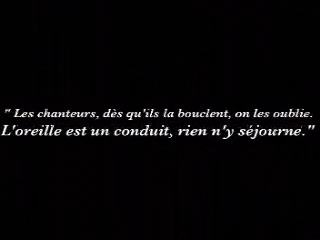 " Les chanteurs, dès qu'ils la bouclent, on les oublie.
L'oreille est un conduit, rien n'y séjourne."